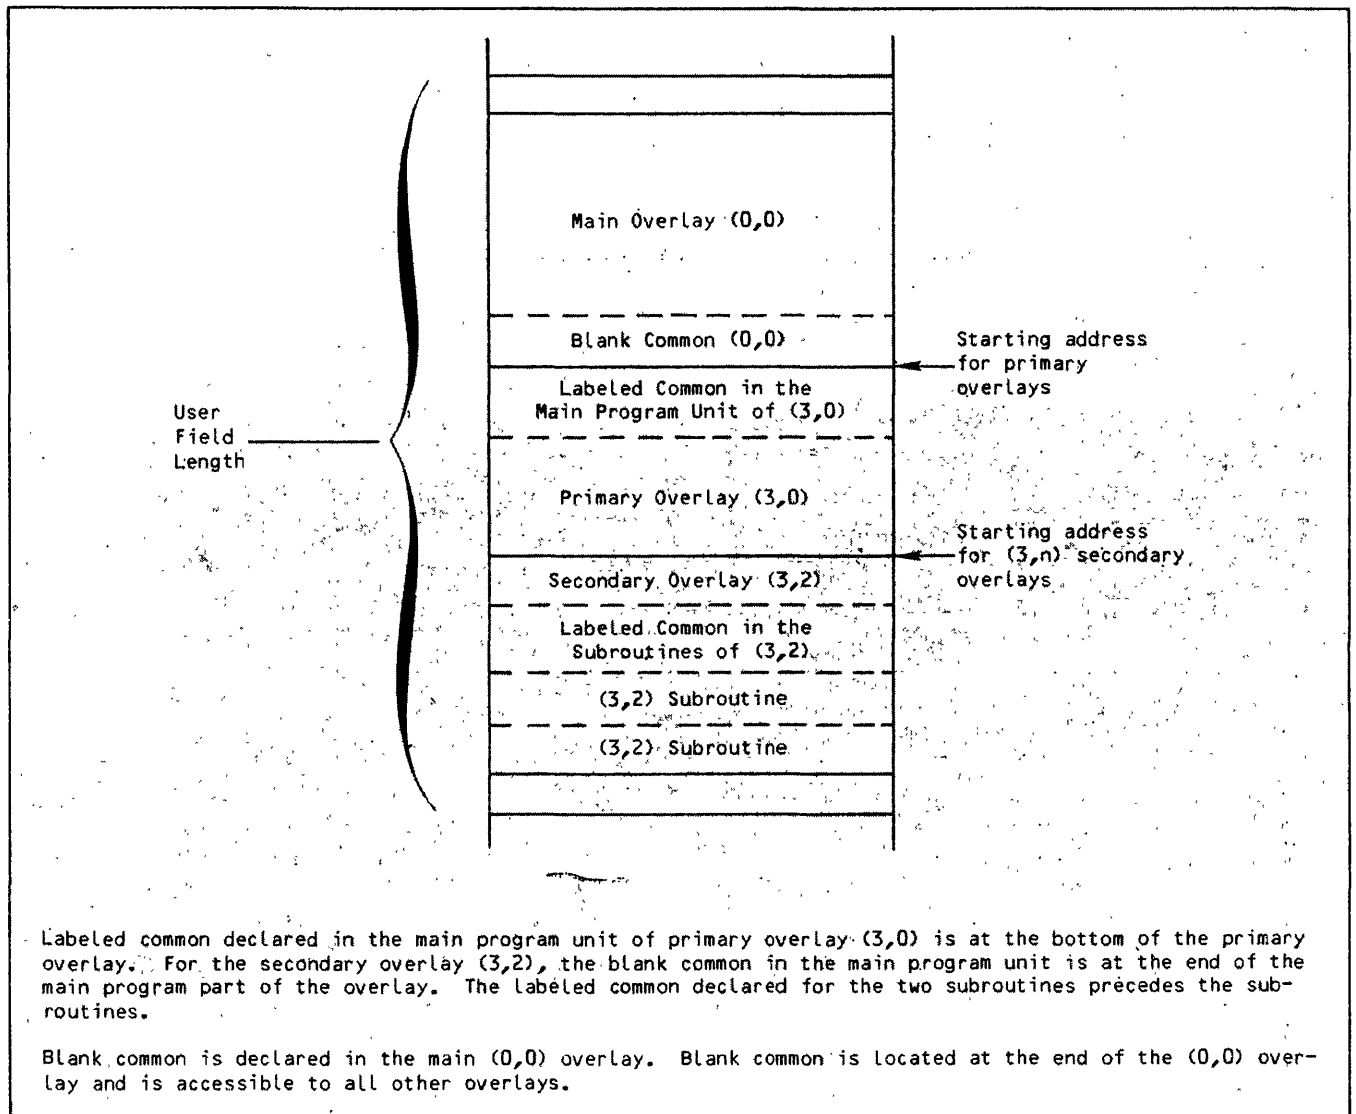 Main Overlay (0,0)
Blank Common (0,0)
Starting address
for primary
overlays
Labeled Common in the
Main Program Unit of (3,0)
User
Field
Length
Primary Overlay (3,0)
Starting address
for (3,n) secondary
overlays
Secondary Overlay (3,2)
Labeled Common in the
Subroutines of (3,2)
(3,2) Subroutine
(3,2) Subroutine
Labeled common declared in the main program unit of primary overlay (3,0) is at the bottom of the primary
overlay. For the secondary overlay (3,2), the blank common in the main program unit is at the end of the
main program part of the overlay. The labeled common declared for the two subroutines precedes the sub-
routines.
Blank common is declared in the main (0,0) overlay. Blank common is located at the end of the (0,0) over-
lay and is accessible to all other overlays.